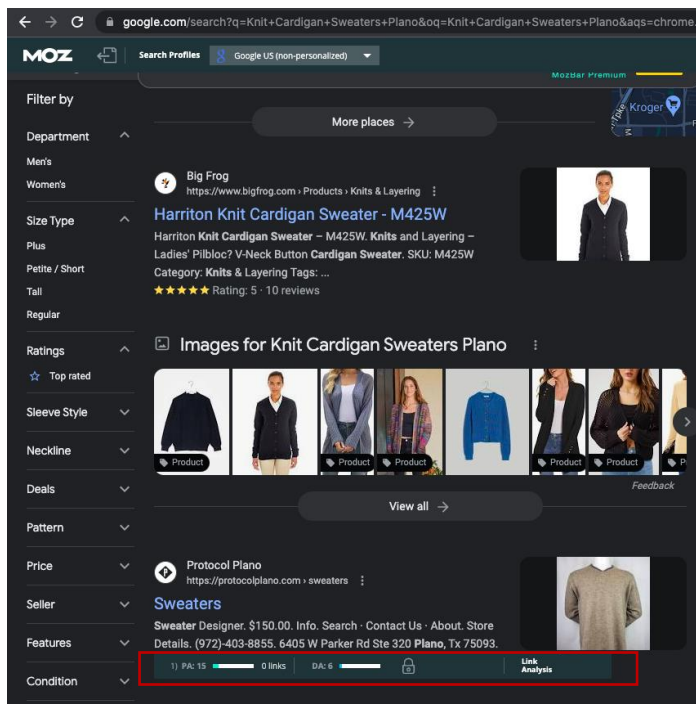 google.com/search?q=Knit+Cardigan+Sweaters+Plano&oq=Knit+Cardigan+Sweaters+Plano&aqs=chrome.
MOZ
Search Profiles
Google US (non-personalized)
MozBar Premium
Filter by
Department
Men's
Women's
Size Type
Plus
Petite / Short
Tall
Regular
Ratings
Top rated
Sleeve Style
Neckline
Deals
Pattern
Price
Seller
Features
Condition
More places →
Kroger
Big Frog
https://www.bigfrog.com › Products › Knits & Layering
Harriton Knit Cardigan Sweater - M425W
Harriton Knit Cardigan Sweater – M425W. Knits and Layering –
Ladies' Pilbloc? V-Neck Button Cardigan Sweater. SKU: M425W
Category: Knits & Layering Tags: ...
Rating: 5 · 10 reviews
Images for Knit Cardigan Sweaters Plano
Product
Product
Product
Product
Product
Feedback
View all →
Protocol Plano
https://protocolplano.com › sweaters
Sweaters
Sweater Designer. $150.00. Info. Search · Contact Us · About. Store
Details. (972)-403-8855. 6405 W Parker Rd Ste 320 Plano, Tx 75093.
1) PA: 15
0 links
DA: 6
Link
Analysis